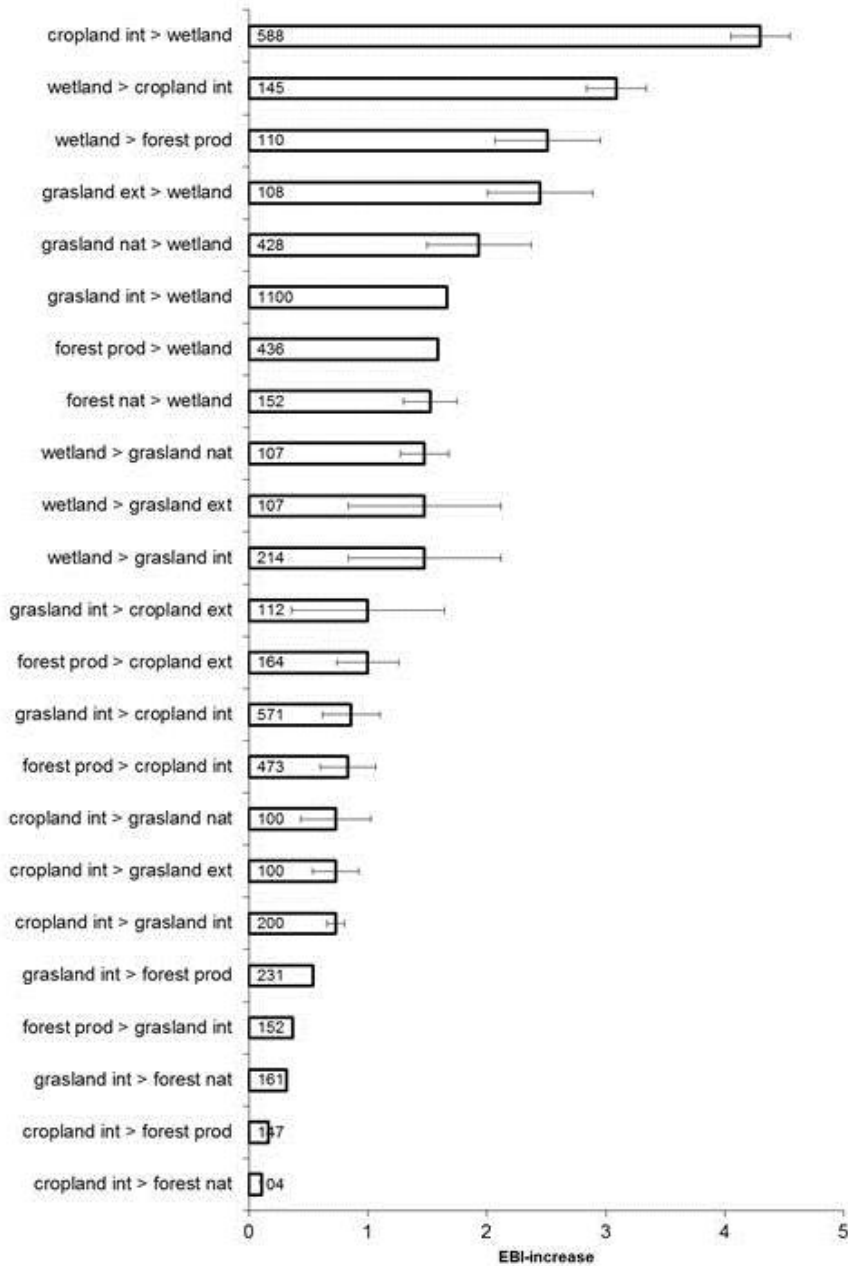 cropland int > wetland 588
wetland > cropland int 145
wetland > forest prod 110
grasland ext > wetland 108
grasland nat > wetland 428
grasland int > wetland 1100
forest prod > wetland 436
forest nat > wetland 152
wetland > grasland nat 107
wetland > grasland ext 107
wetland > grasland int 214
grasland int > cropland ext 112
forest prod > cropland ext 164
grasland int > cropland int 571
forest prod > cropland int 473
cropland int > grasland nat 100
cropland int > grasland ext 100
cropland int > grasland int 200
grasland int > forest prod 231
forest prod > grasland int 152
grasland int > forest nat 161
cropland int > forest prod 147
cropland int > forest nat 104
0 1 2 3 4 5
EBI-increase